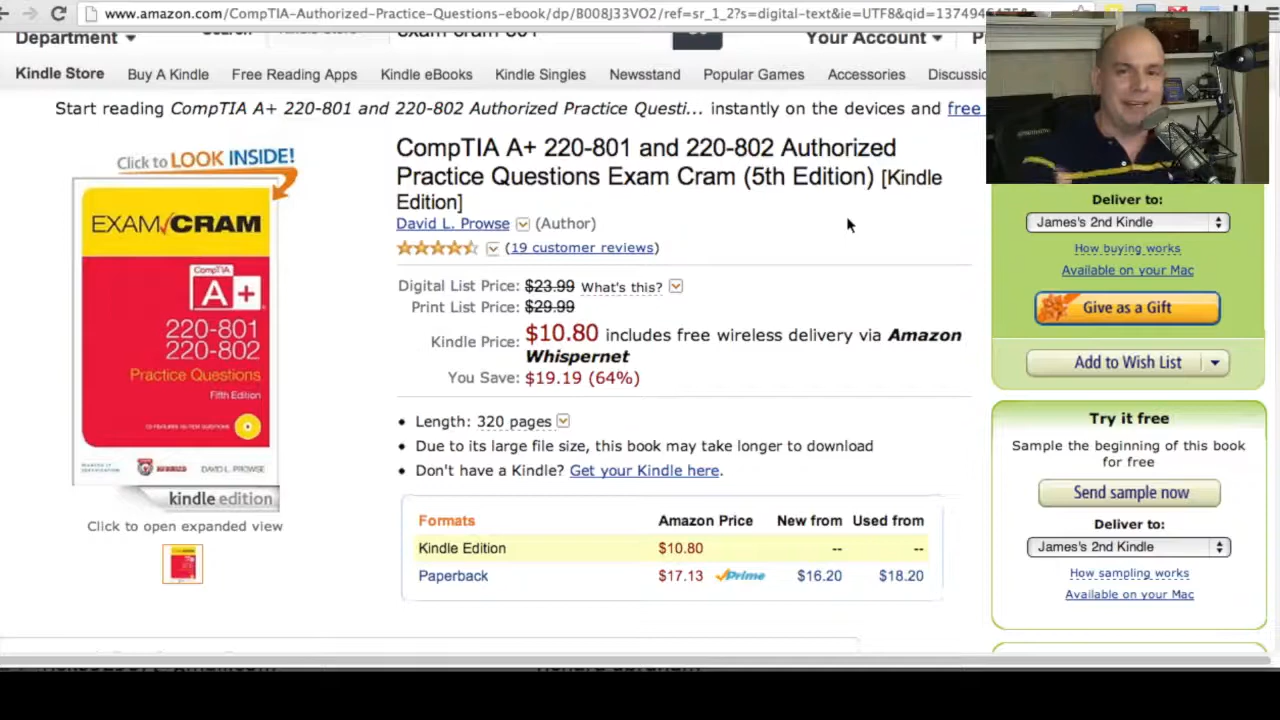 www.amazon.com/CompTIA-Authorized-Practice-Questions-ebook/dp/B008J33VO2/ref=sr_1_2?s=digital-text&ie=UTF8&qid=
Department
Your Account
Kindle Store Buy A Kindle Free Reading Apps Kindle eBooks Kindle Singles Newsstand Popular Games Accessories Discussi
Start reading CompTIA A+ 220-801 and 220-802 Authorized Practice Questi... instantly on the devices and free
Click to LOOK INSIDE!
EXAM CRAM
CompTIA
A+
220-801
220-802
Practice Questions
Fifth Edition
CD FEATURES 80 TEST QUESTIONS
DAVID L. PROWSE
kindle edition
Click to open expanded view
CompTIA A+ 220-801 and 220-802 Authorized
Practice Questions Exam Cram (5th Edition) [Kindle
Edition]
David L. Prowse (Author)
(19 customer reviews)
Digital List Price: $23.99 What's this?
Print List Price: $29.99
Kindle Price: $10.80 includes free wireless delivery via Amazon
Whispernet
You Save: $19.19 (64%)
Length: 320 pages
Due to its large file size, this book may take longer to download
Don't have a Kindle? Get your Kindle here.
Formats Amazon Price New from Used from
Kindle Edition $10.80 -- --
Paperback $17.13 Prime $16.20 $18.20
Deliver to:
James's 2nd Kindle
How buying works
Available on your Mac
Give as a Gift
Add to Wish List
Try it free
Sample the beginning of this book
for free
Send sample now
Deliver to:
James's 2nd Kindle
How sampling works
Available on your Mac